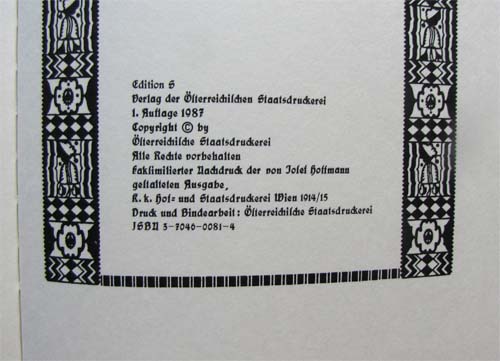 Edition S
Verlag der Öſterreichiſchen Staatsdruckerei
1. Auflage 1987
Copyright © by
Öſterreichiſche Staatsdruckerei
Alle Rechte vorbehalten
Fakſimilierter Nachdruck der von Joſef Hoffmann
geſtalteten Ausgabe,
K. k. Hof- und Staatsdruckerei Wien 1914/15
Druck und Bindearbeit: Öſterreichiſche Staatsdruckerei
ISBN 3-7046-0081-4